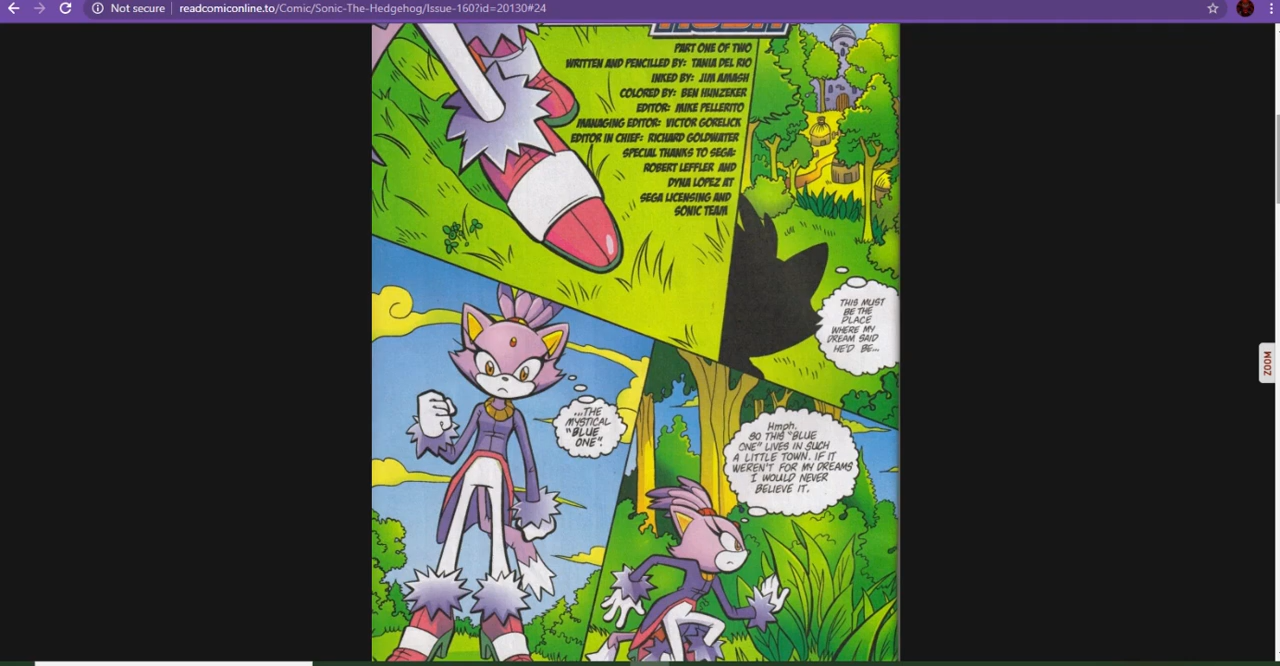 Not secure
readcomiconline.to/Comic/Sonic-The-Hedgehog/Issue-160?id=20130#24
PART ONE OF TWO
WRITTEN AND PENCILLED BY: TANIA DEL RIO
INKED BY: JIM AMASH
COLORED BY: BEN HUNZEKER
EDITOR: MIKE PELLERITO
MANAGING EDITOR: VICTOR GORELICK
EDITOR IN CHIEF: RICHARD GOLDWATER
SPECIAL THANKS TO SEGA:
ROBERT LEFFLER AND
DYNA LOPEZ AT
SEGA LICENSING AND
SONIC TEAM
THIS MUST
BE THE
PLACE
WHERE MY
DREAM SAID
HE'D BE...
ZOOM
...THE
MYSTICAL
"BLUE
ONE".
Hmph.
SO THIS "BLUE
ONE" LIVES IN SUCH
A LITTLE TOWN. IF IT
WEREN'T FOR MY DREAMS
I WOULD NEVER
BELIEVE IT.